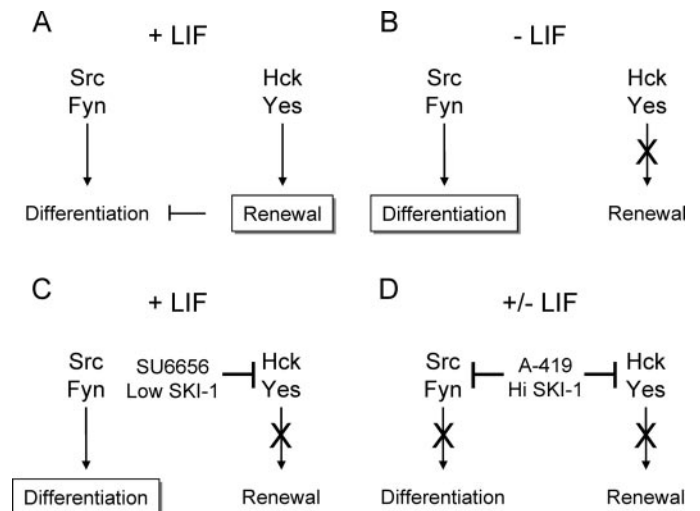 A
+ LIF
Src
Fyn
Hck
Yes
Differentiation
Renewal
B
- LIF
Src
Fyn
Hck
Yes
Differentiation
Renewal
C
+ LIF
Src
Fyn
SU6656
Low SKI-1
Hck
Yes
Differentiation
Renewal
D
+/- LIF
Src
Fyn
A-419
Hi SKI-1
Hck
Yes
Differentiation
Renewal